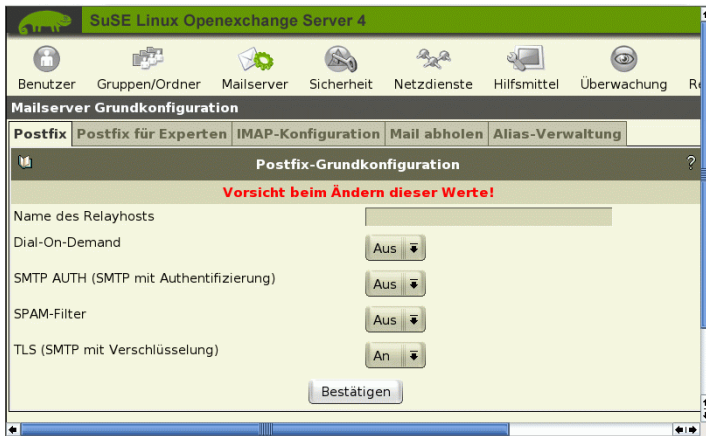 SuSE Linux Openexchange Server 4
Benutzer Gruppen/Ordner Mailserver Sicherheit Netzdienste Hilfsmittel Überwachung
Mailserver Grundkonfiguration
Postfix Postfix für Experten IMAP-Konfiguration Mail abholen Alias-Verwaltung
Postfix-Grundkonfiguration ?
Vorsicht beim Ändern dieser Werte!
Name des Relayhosts
Dial-On-Demand Aus
SMTP AUTH (SMTP mit Authentifizierung) Aus
SPAM-Filter Aus
TLS (SMTP mit Verschlüsselung) An
Bestätigen